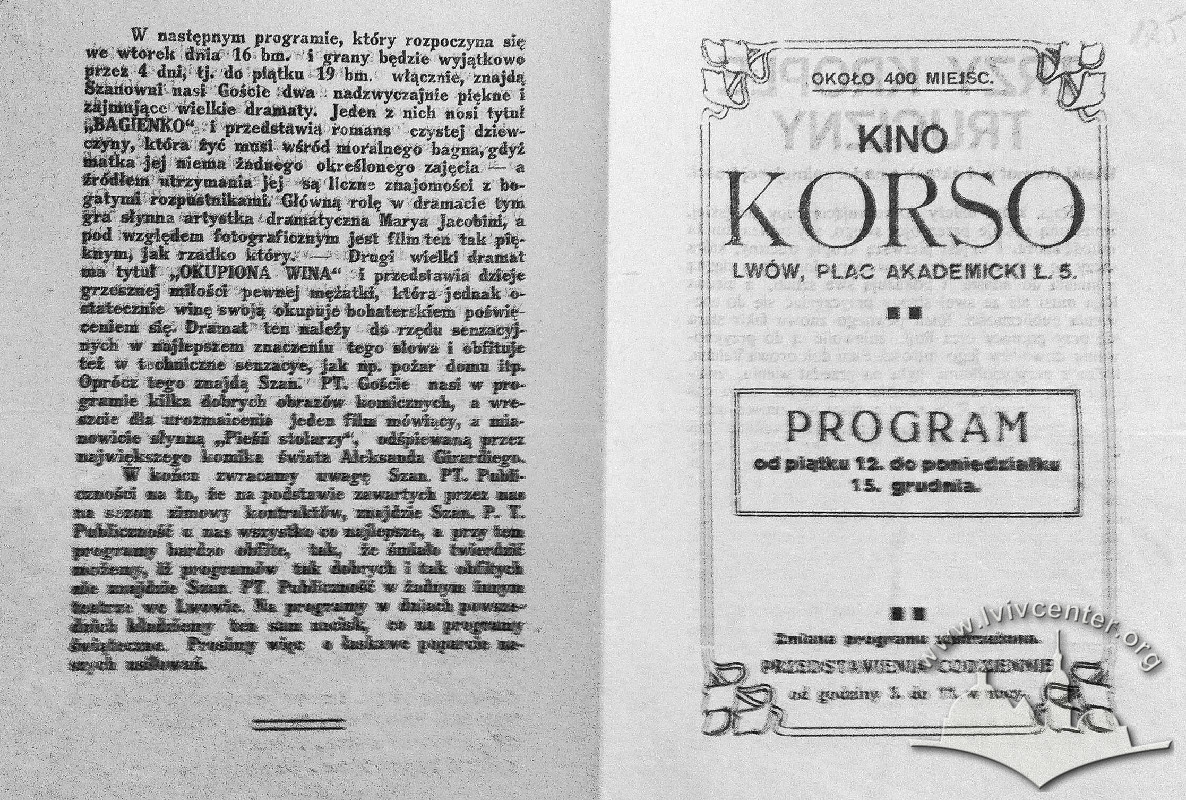 W następnym programie, który rozpoczyna się
we wtorek dnia 16 bm. i grany będzie wyjątkowo
przez 4 dni, tj. do piątku 19 bm. włącznie, znajdą
Szanowni nasi Goście dwa nadzwyczajnie piękne i
zajmujące wielkie dramaty. Jeden z nich nosi tytuł
„BAGIENKO“ i przedstawia romans czystej dziew-
czyny, która żyć musi wśród moralnego bagna, gdyż
matka jej niema żadnego określonego zajęcia — a
źródłem utrzymania jej są liczne znajomości z bo-
gatymi rozpustnikami. Główną rolę w dramacie tym
gra słynna artystka dramatyczna Marya Jacobini, a
pod względem fotograficznym jest film ten tak pię-
knym, jak rzadko który. — Drugi wielki dramat
ma tytuł „OKUPIONA WINA“ i przedstawia dzieje
grzesznej miłości pewnej mężatki, która jednak o-
statecznie winę swoją okupuje bohaterskiem poświę-
ceniem się. Dramat ten należy do rzędu senzacyj-
nych w najlepszem znaczeniu tego słowa i obfituje
też w techniczne senzacye, jak np. pożar domu itp.
Oprócz tego znajdą Szan. PT. Goście nasi w pro-
gramie kilka dobrych obrazów komicznych, a wre-
szcie dla urozmaicenia jeden film mówiący, a mia-
nowicie słynną „Pieśń stolarzy“, odśpiewaną przez
największego komika świata Aleksandra Girardiego.
W końcu zwracamy uwagę Szan. PT. Publi-
czności na to, że na podstawie zawartych przez nas
na sezon zimowy kontraktów, znajdzie Szan. P. T.
Publiczność u nas wszystko co najlepsze, a przy tem
programy bardzo obfite, tak, że śmiało twierdzić
możemy, iż programów tak dobrych i tak obfitych
nie znajdzie Szan. PT. Publiczność w żadnym innym
teatrze we Lwowie. Na programy w dniach powsze-
dnich kładziemy ten sam nacisk, co na programy
świąteczne. Prosimy więc o łaskawe poparcie na-
szych usiłowań.
125
OKOŁO 400 MIEJSC.
KINO
KORSO
LWÓW, PLAC AKADEMICKI L. 5.
PROGRAM
od piątku 12. do poniedziałku
15. grudnia.
Zmiana programu zastrzeżona.
PRZEDSTAWIENIA CODZIENNIE
od godziny do w nocy.
www.lvivcenter.org